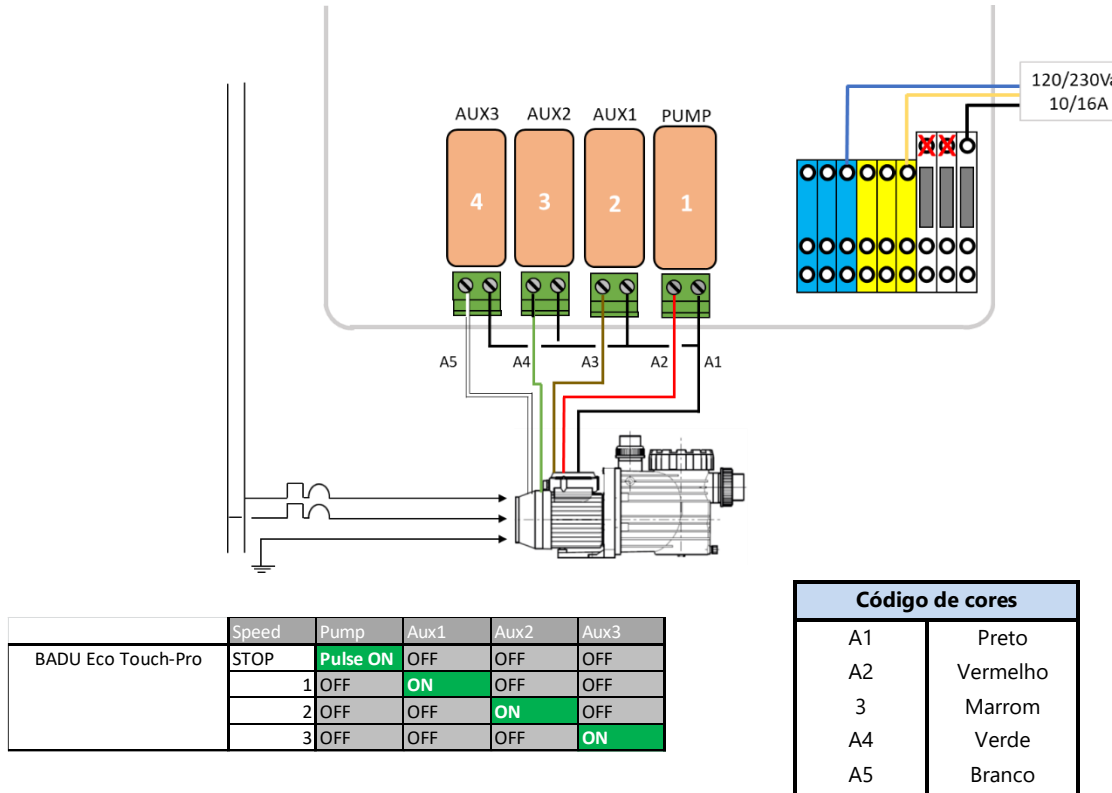 120/230Va
10/16A
AUX3 AUX2 AUX1 PUMP
4 3 2 1
A5 A4 A3 A2 A1
Speed Pump Aux1 Aux2 Aux3
BADU Eco Touch-Pro STOP Pulse ON OFF OFF OFF
1 OFF ON OFF OFF
2 OFF OFF ON OFF
3 OFF OFF OFF ON
Código de cores
A1 Preto
A2 Vermelho
3 Marrom
A4 Verde
A5 Branco